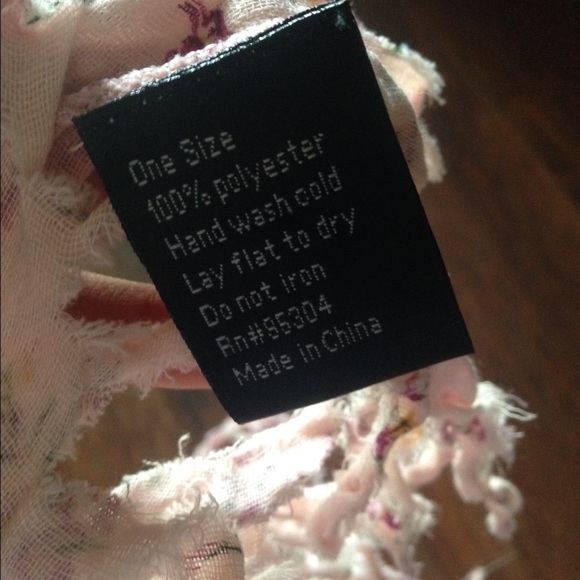 One Size
100% polyester
Hand wash cold
Lay flat to dry
Do not iron
Rn#95304
Made in China